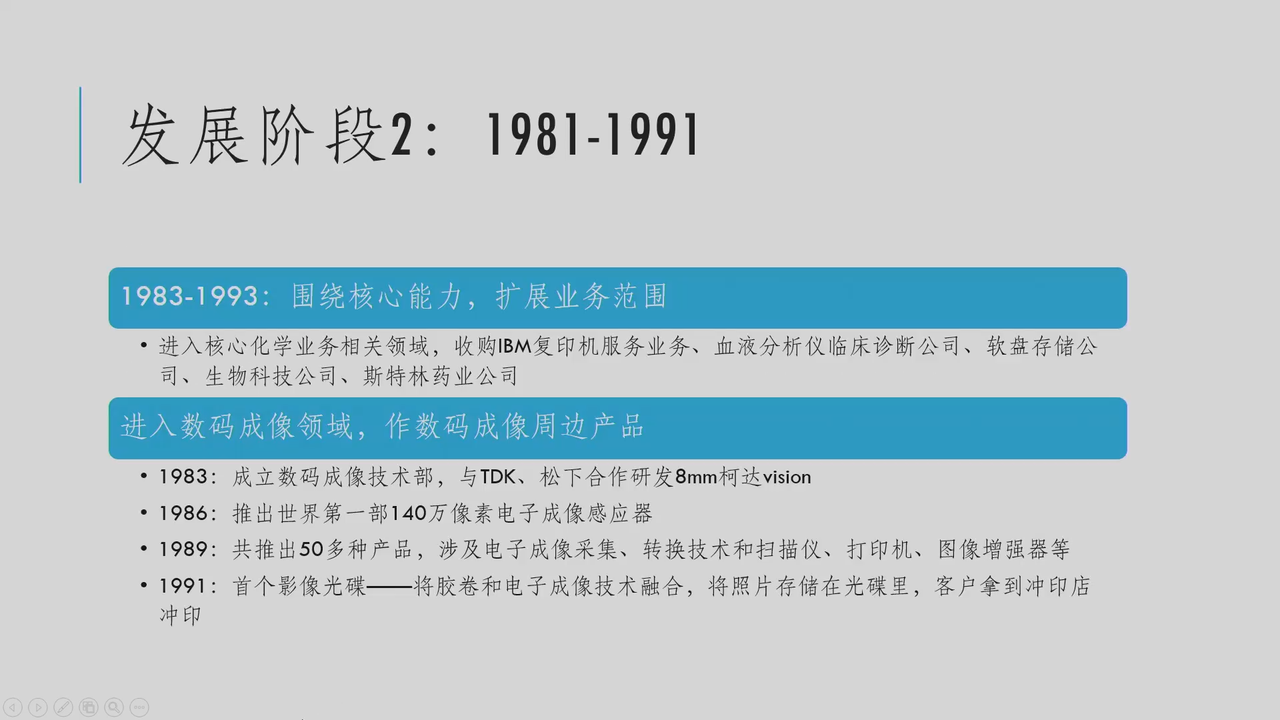 发展阶段2：1981-1991
1983-1993：围绕核心能力，扩展业务范围
• 进入核心化学业务相关领域，收购IBM复印机服务业务、血液分析仪临床诊断公司、软盘存储公
司、生物科技公司、斯特林药业公司
进入数码成像领域，作数码成像周边产品
• 1983：成立数码成像技术部，与TDK、松下合作研发8mm柯达vision
• 1986：推出世界第一部140万像素电子成像感应器
• 1989：共推出50多种产品，涉及电子成像采集、转换技术和扫描仪、打印机、图像增强器等
• 1991：首个影像光碟——将胶卷和电子成像技术融合，将照片存储在光碟里，客户拿到冲印店
冲印